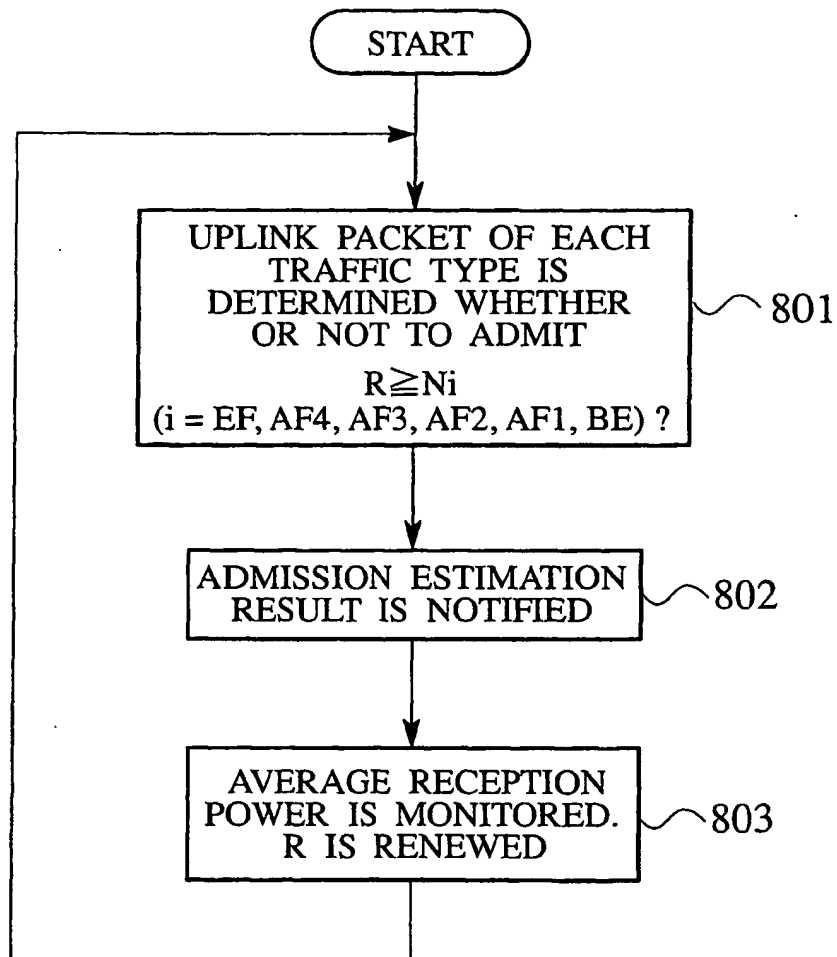 START
UPLINK PACKET OF EACH
TRAFFIC TYPE IS
DETERMINED WHETHER
OR NOT TO ADMIT
R≧Ni
(i = EF, AF4, AF3, AF2, AF1, BE) ?
801
ADMISSION ESTIMATION
RESULT IS NOTIFIED
802
AVERAGE RECEPTION
POWER IS MONITORED.
R IS RENEWED
803